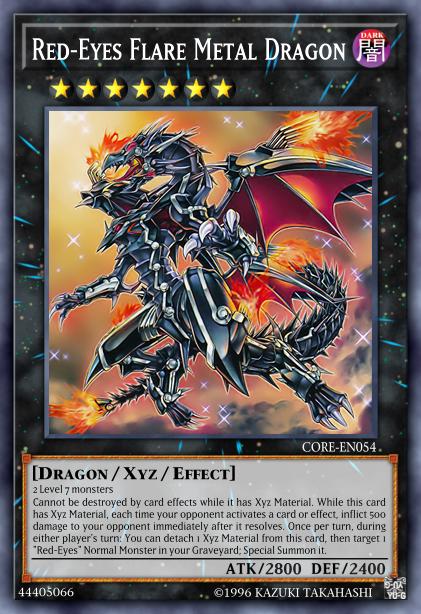 RED-EYES FLARE METAL DRAGON
DARK
闇
CORE-EN054
[DRAGON / XYZ / EFFECT]
2 Level 7 monsters
Cannot be destroyed by card effects while it has Xyz Material. While this card
has Xyz Material, each time your opponent activates a card or effect, inflict 500
damage to your opponent immediately after it resolves. Once per turn, during
either player's turn: You can detach 1 Xyz Material from this card, then target 1
"Red-Eyes" Normal Monster in your Graveyard; Special Summon it.
ATK/2800 DEF/2400
44405066
©1996 KAZUKI TAKAHASHI